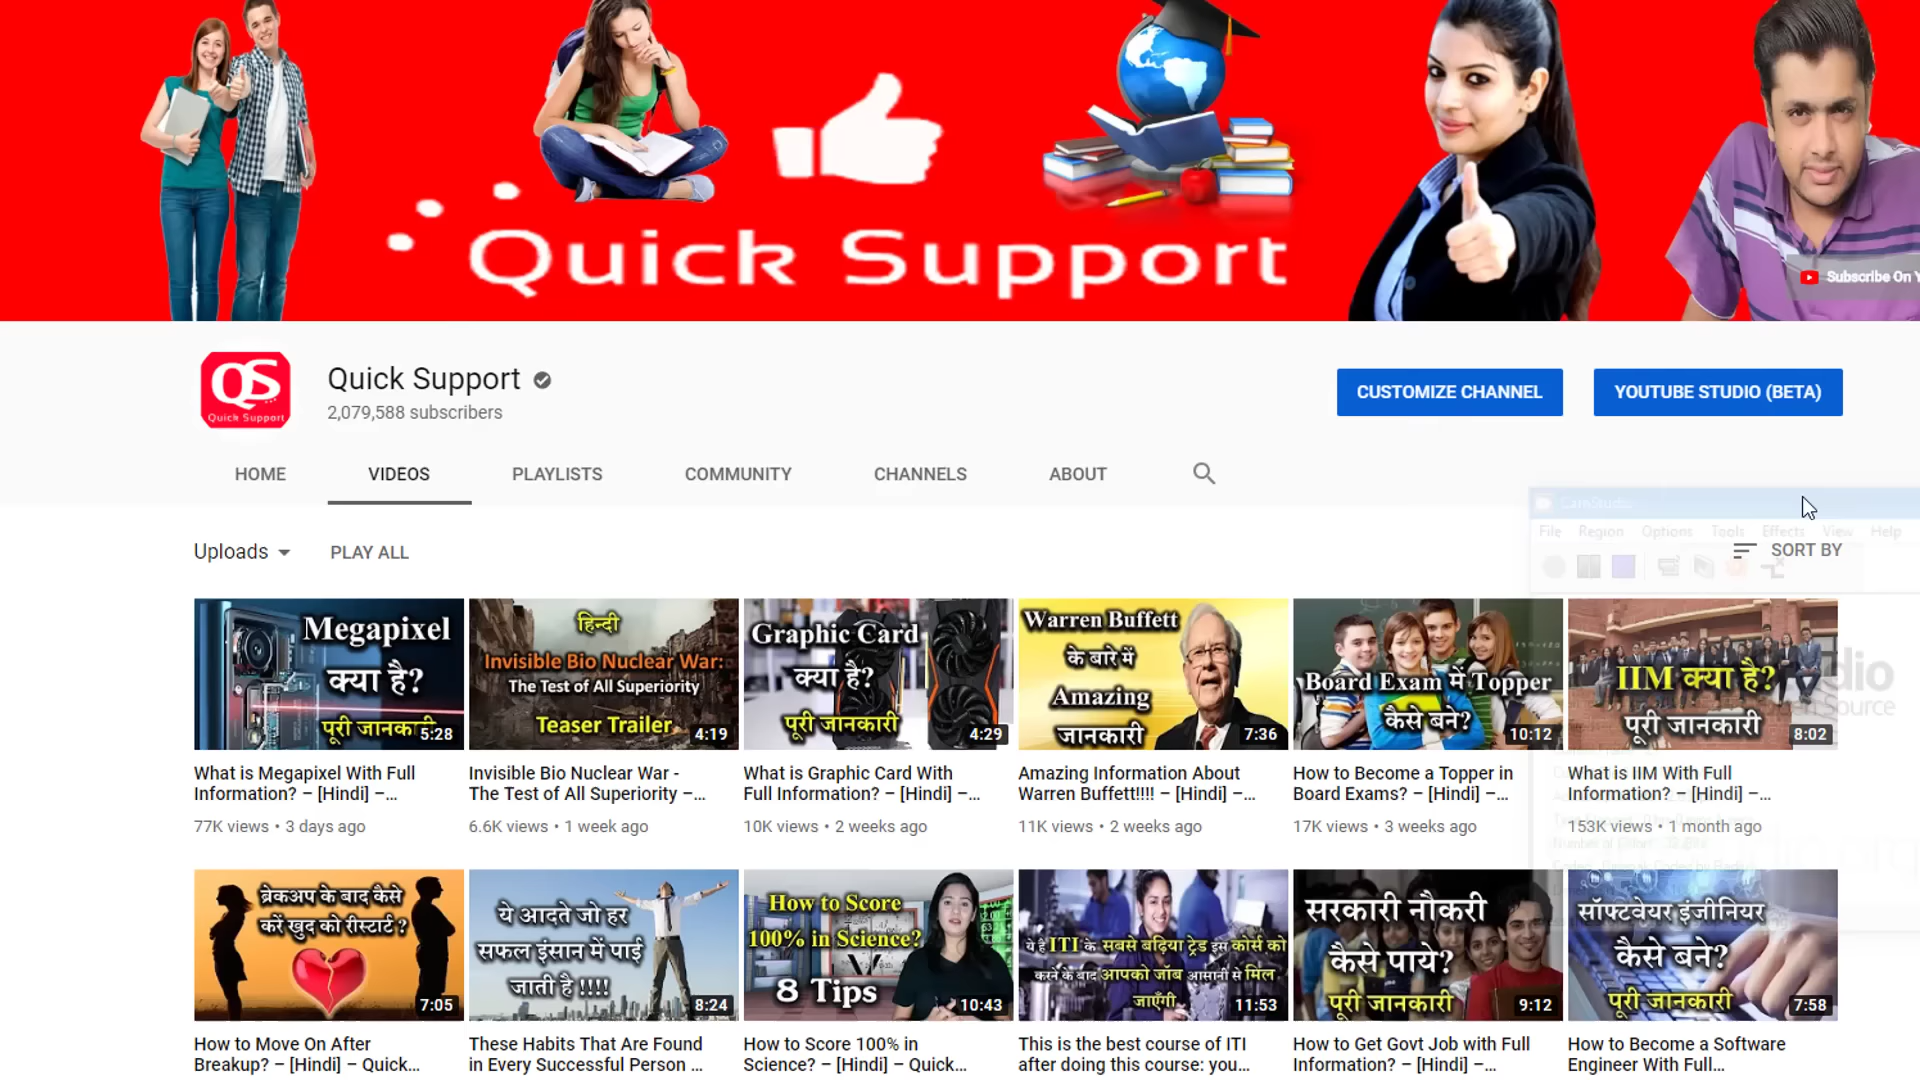 Quick Support
Subscribe On Y
QS
Quick Support
Quick Support
2,079,588 subscribers
CUSTOMIZE CHANNEL
YOUTUBE STUDIO (BETA)
HOME
VIDEOS
PLAYLISTS
COMMUNITY
CHANNELS
ABOUT
CamStudio
File Region Options Tools Effects View Help
Uploads
PLAY ALL
SORT BY
Megapixel
क्या है?
पूरी
5:28
हिन्दी
Invisible Bio Nuclear War:
The Test of All Superiority
Teaser Trailer
4:19
Graphic Card
क्या है?
पूरी जानकारी
4:29
Warren Buffett
के बारे में
Amazing
जानकारी
7:36
Board Exam में Topper
कैसे बने?
10:12
IIM क्या है?
पूरी जानकारी
8:02
What is Megapixel With Full
Information? – [Hindi] –...
77K views • 3 days ago
Invisible Bio Nuclear War -
The Test of All Superiority –...
6.6K views • 1 week ago
What is Graphic Card With
Full Information? – [Hindi] –...
10K views • 2 weeks ago
Amazing Information About
Warren Buffett!!!! – [Hindi] –...
11K views • 2 weeks ago
How to Become a Topper in
Board Exams? – [Hindi] –...
17K views • 3 weeks ago
What is IIM With Full
Information? – [Hindi] –...
153K views • 1 month ago
ब्रेकअप के बाद कैसे
करें खुद को रीस्टार्ट ?
7:05
ये आदते जो हर
सफल इंसान में पाई
जाती है !!!!
8:24
How to Score
100% in Science?
8 Tips
10:43
ये है ITI के सबसे बढ़िया ट्रेड इस कोर्स को
करने के बाद आपको जॉब आसानी से मिल
जाएँगी
11:53
सरकारी नौकरी
कैसे पाये?
पूरी जानकारी
9:12
सॉफ्टवेयर इंजीनियर
कैसे बने?
पूरी जानकारी
7:58
How to Move On After
Breakup? – [Hindi] – Quick...
These Habits That Are Found
in Every Successful Person ...
How to Score 100% in
Science? – [Hindi] – Quick...
This is the best course of ITI
after doing this course: you...
How to Get Govt Job with Full
Information? – [Hindi] –...
How to Become a Software
Engineer With Full...